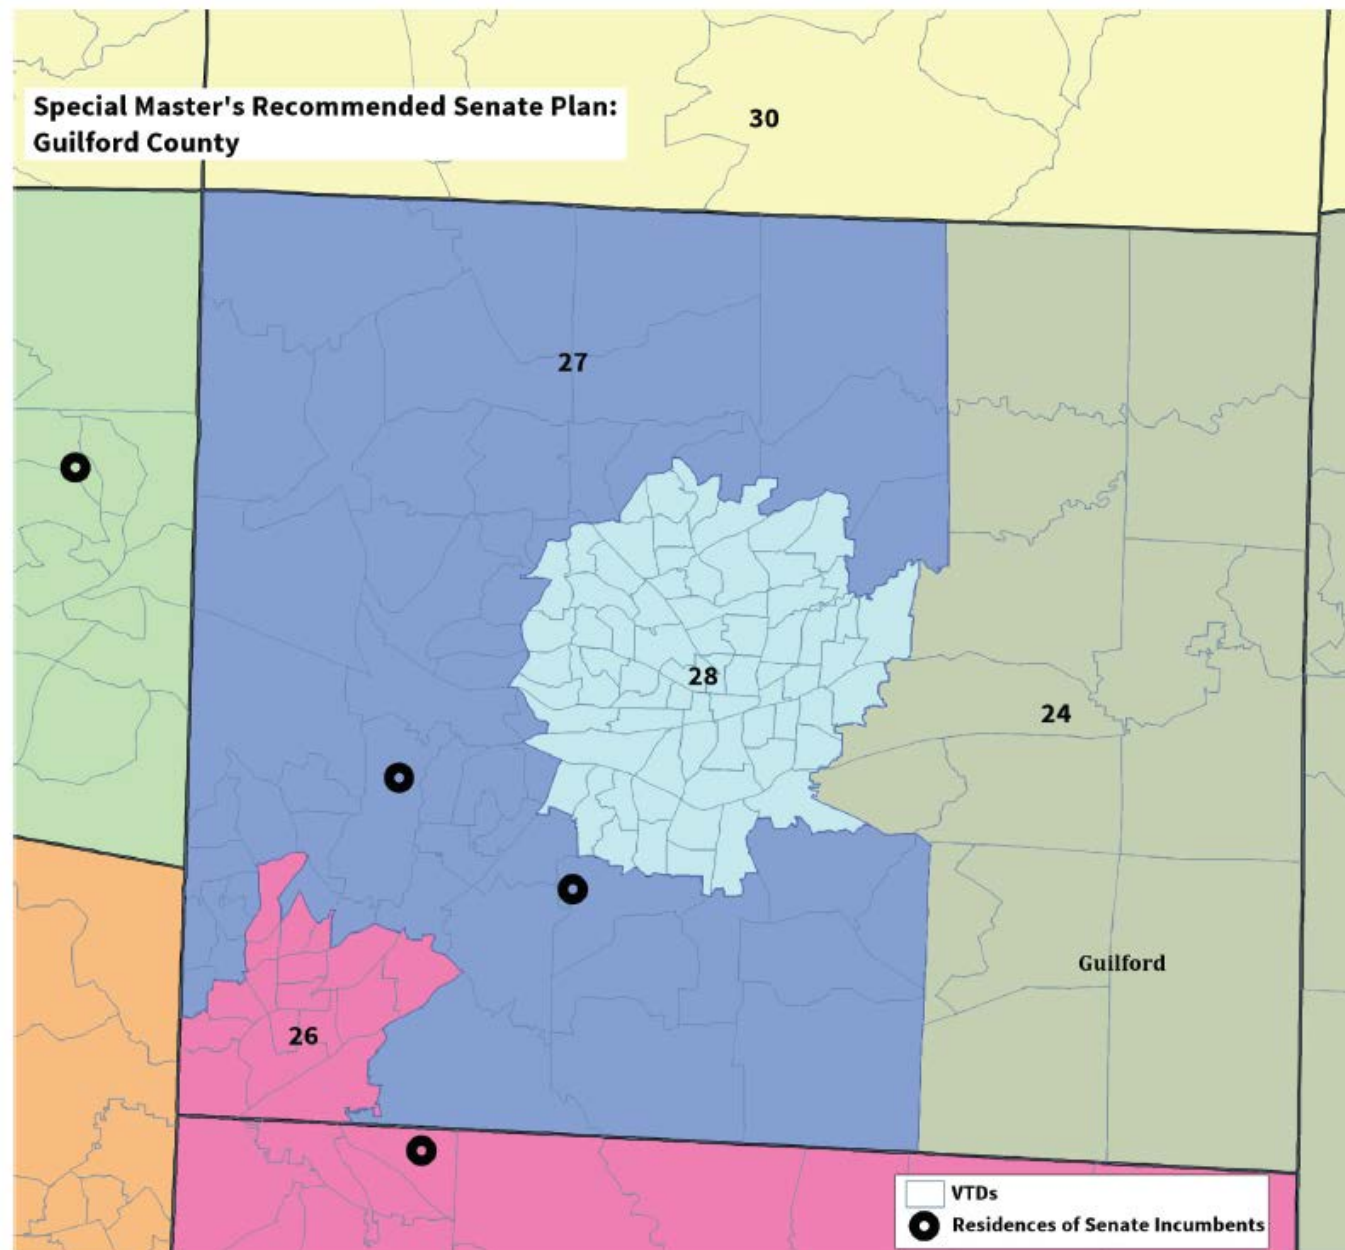 Special Master's Recommended Senate Plan:
Guilford County
30
27
28
24
Guilford
26
VTDs
Residences of Senate Incumbents